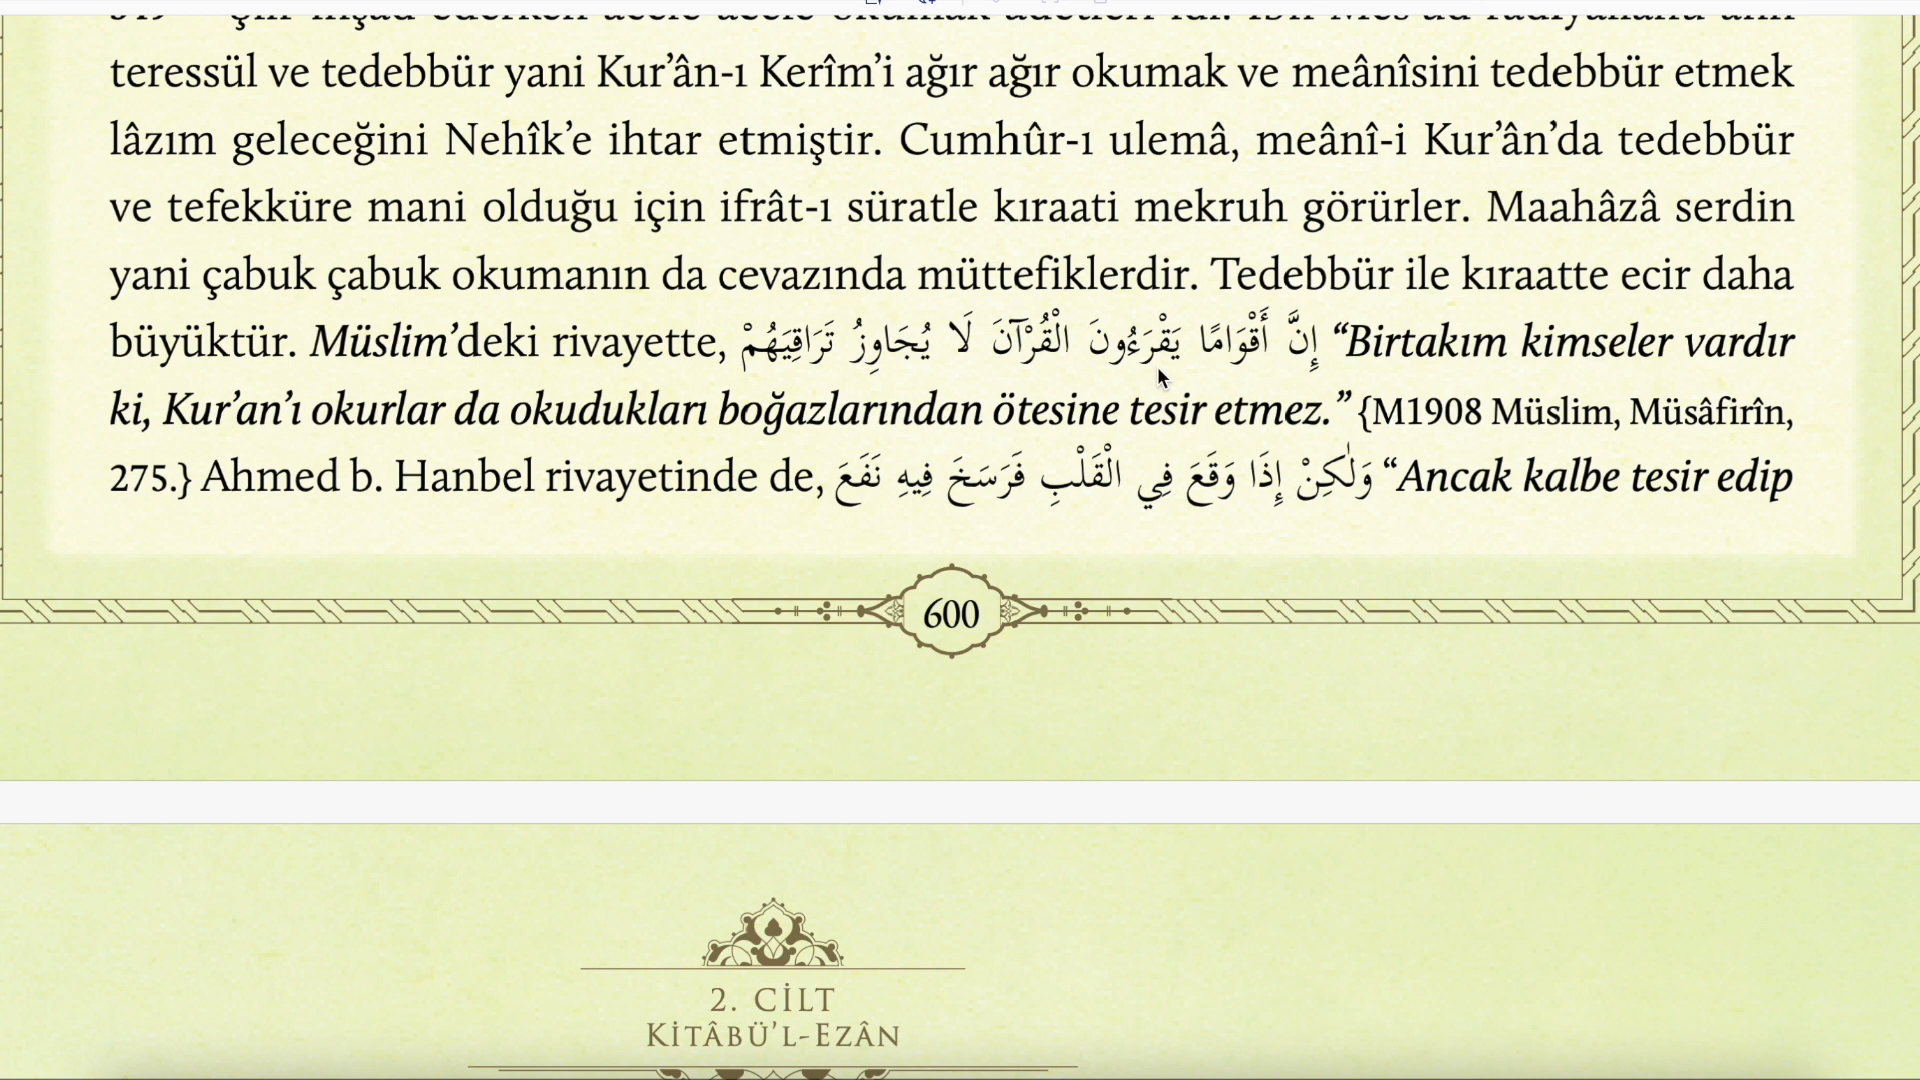 teressül ve tedebbür yani Kur’ân-ı Kerîm’i ağır ağır okumak ve meânîsini tedebbür etmek
lâzım geleceğini Nehîk’e ihtar etmiştir. Cumhûr-ı ulemâ, meânî-i Kur’ân’da tedebbür
ve tefekküre mani olduğu için ifrât-ı süratle kıraati mekruh görürler. Maahâzâ serdin
yani çabuk çabuk okumanın da cevazında müttefiklerdir. Tedebbür ile kıraatte ecir daha
büyüktür. Müslim’deki rivayette, إِنَّ أَقْوَامًا يَقْرَءُونَ الْقُرْآنَ لَا يُجَاوِزُ تَرَاقِيَهُمْ “Birtakım kimseler vardır
ki, Kur’an’ı okurlar da okudukları boğazlarından ötesine tesir etmez.” {M1908 Müslim, Müsâfirîn,
275.} Ahmed b. Hanbel rivayetinde de, وَلٰكِنْ إِذَا وَقَعَ فِي الْقَلْبِ فَرَسَخَ فِيهِ نَفَعَ “Ancak kalbe tesir edip
600
2. CİLT
KİTÂBÜ’L-EZÂN